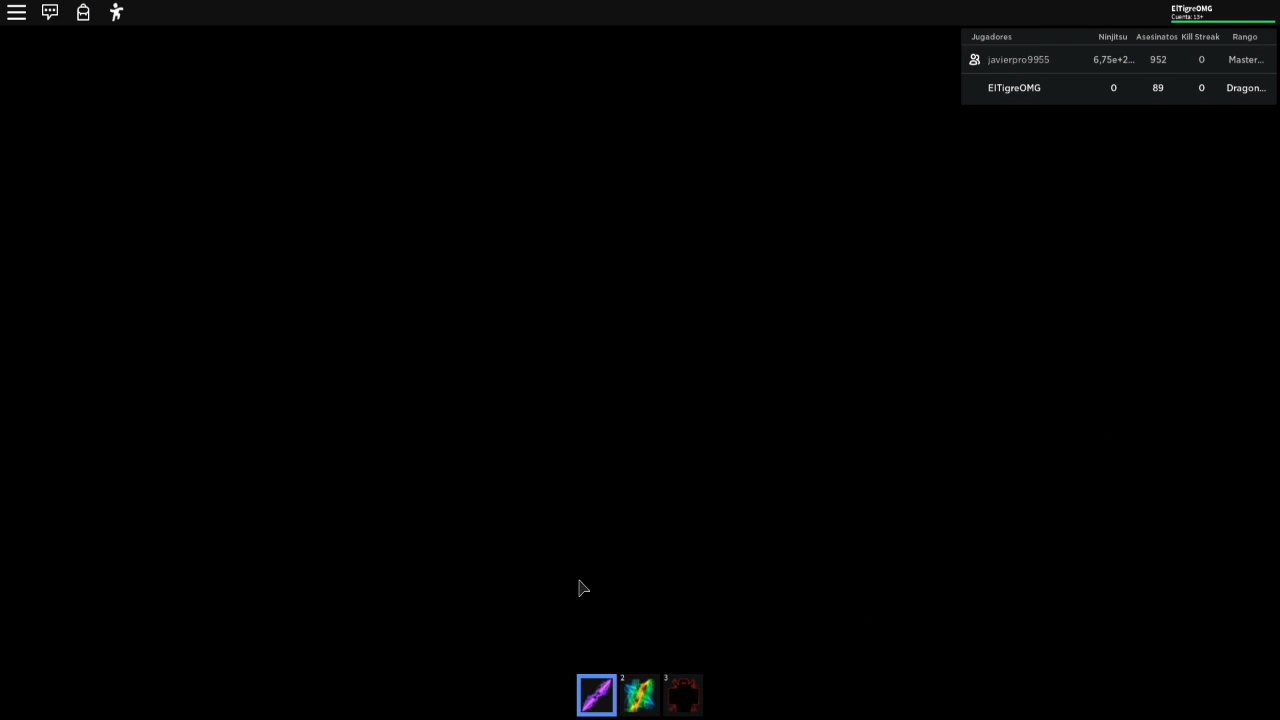 ElTigreOMG
Cuenta: 13+
Jugadores Ninjitsu Asesinatos Kill Streak Rango
javierpro9955 6,75e+2... 952 0 Master...
ElTigreOMG 0 89 0 Dragon...
2 3